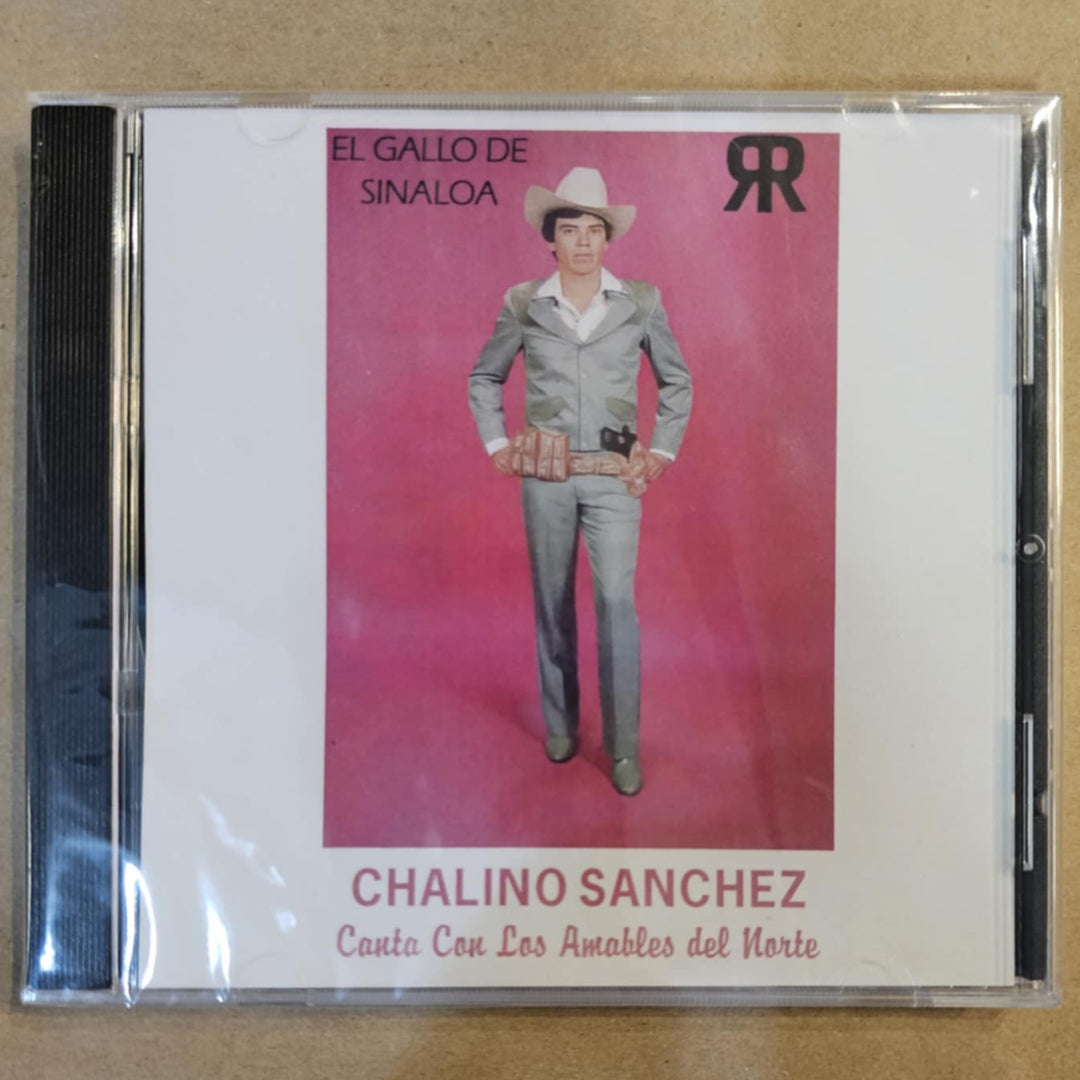 EL GALLO DE
SINALOA
RR
CHALINO SANCHEZ
Canta Con Los Amables del Norte